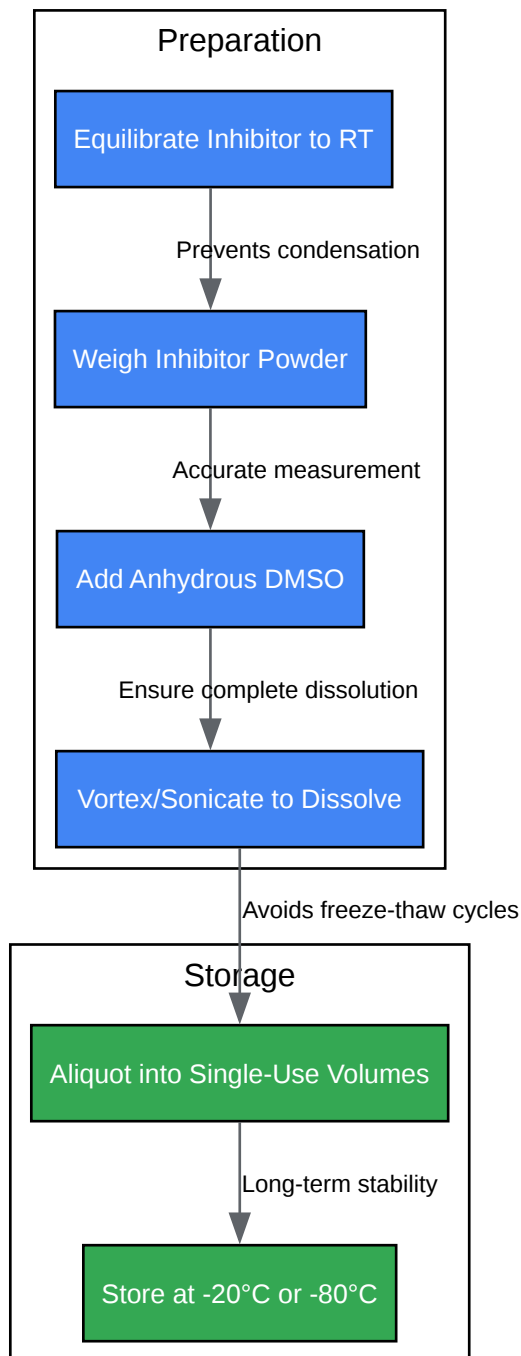 Preparation
Equilibrate Inhibitor to RT
Prevents condensation
Weigh Inhibitor Powder
Accurate measurement
Add Anhydrous DMSO
Ensure complete dissolution
Vortex/Sonicate to Dissolve
Avoids freeze-thaw cycles
Storage
Aliquot into Single-Use Volumes
Long-term stability
Store at -20°C or -80°C